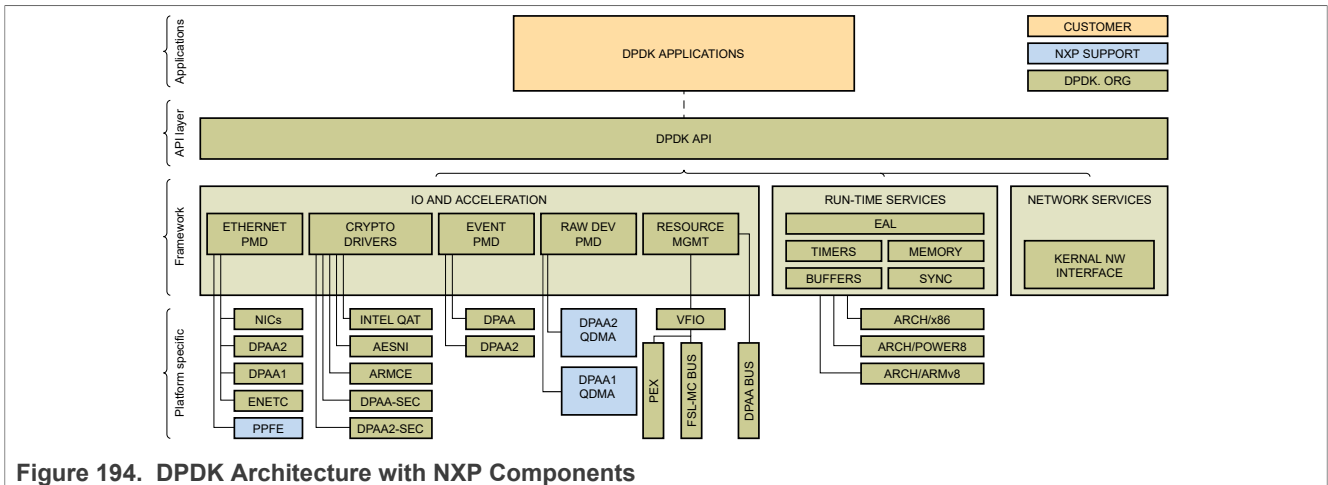 Applications
DPDK APPLICATIONS
CUSTOMER
NXP SUPPORT
DPDK. ORG
API layer
DPDK API
Framework
IO AND ACCELERATION
ETHERNET
PMD
CRYPTO
DRIVERS
EVENT
PMD
RAW DEV
PMD
RESOURCE
MGMT
RUN-TIME SERVICES
EAL
TIMERS
MEMORY
BUFFERS
SYNC
NETWORK SERVICES
KERNAL NW
INTERFACE
Platform specific
NICs
DPAA2
DPAA1
ENETC
PPFE
INTEL QAT
AESNI
ARMCE
DPAA-SEC
DPAA2-SEC
DPAA
DPAA2
DPAA2
QDMA
DPAA1
QDMA
VFIO
PEX
FSL-MC BUS
DPAA BUS
ARCH/x86
ARCH/POWER8
ARCH/ARMv8
Figure 194. DPDK Architecture with NXP Components